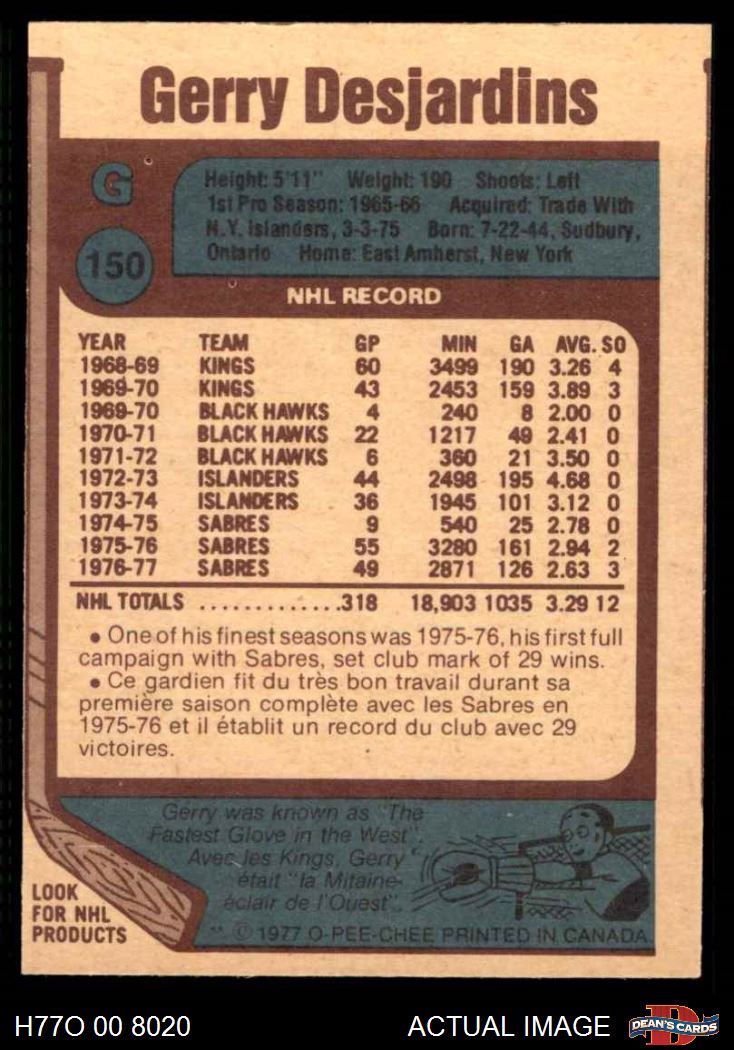 Gerry Desjardins
G
150
Height: 5'11" Weight: 190 Shoots: Left
1st Pro Season: 1965-66 Acquired: Trade With
N.Y. Islanders, 3-3-75 Born: 7-22-44, Sudbury,
Ontario Home: East Amherst, New York
NHL RECORD
YEAR TEAM GP MIN GA AVG. SO
1968-69 KINGS 60 3499 190 3.26 4
1969-70 KINGS 43 2453 159 3.89 3
1969-70 BLACK HAWKS 4 240 8 2.00 0
1970-71 BLACK HAWKS 22 1217 49 2.41 0
1971-72 BLACK HAWKS 6 360 21 3.50 0
1972-73 ISLANDERS 44 2498 195 4.68 0
1973-74 ISLANDERS 36 1945 101 3.12 0
1974-75 SABRES 9 540 25 2.78 0
1975-76 SABRES 55 3280 161 2.94 2
1976-77 SABRES 49 2871 126 2.63 3
NHL TOTALS .............318 18,903 1035 3.29 12
• One of his finest seasons was 1975-76, his first full
campaign with Sabres, set club mark of 29 wins.
• Ce gardien fit du très bon travail durant sa
première saison complète avec les Sabres en
1975-76 et il établit un record du club avec 29
victoires.
Gerry was known as "The
Fastest Glove in the West".
Avec les Kings, Gerry
était "la Mitaine-
éclair de l'Ouest".
LOOK
FOR NHL
PRODUCTS
© 1977 O-PEE-CHEE PRINTED IN CANADA
H77O 00 8020 ACTUAL IMAGE
D
DEAN'S CARDS